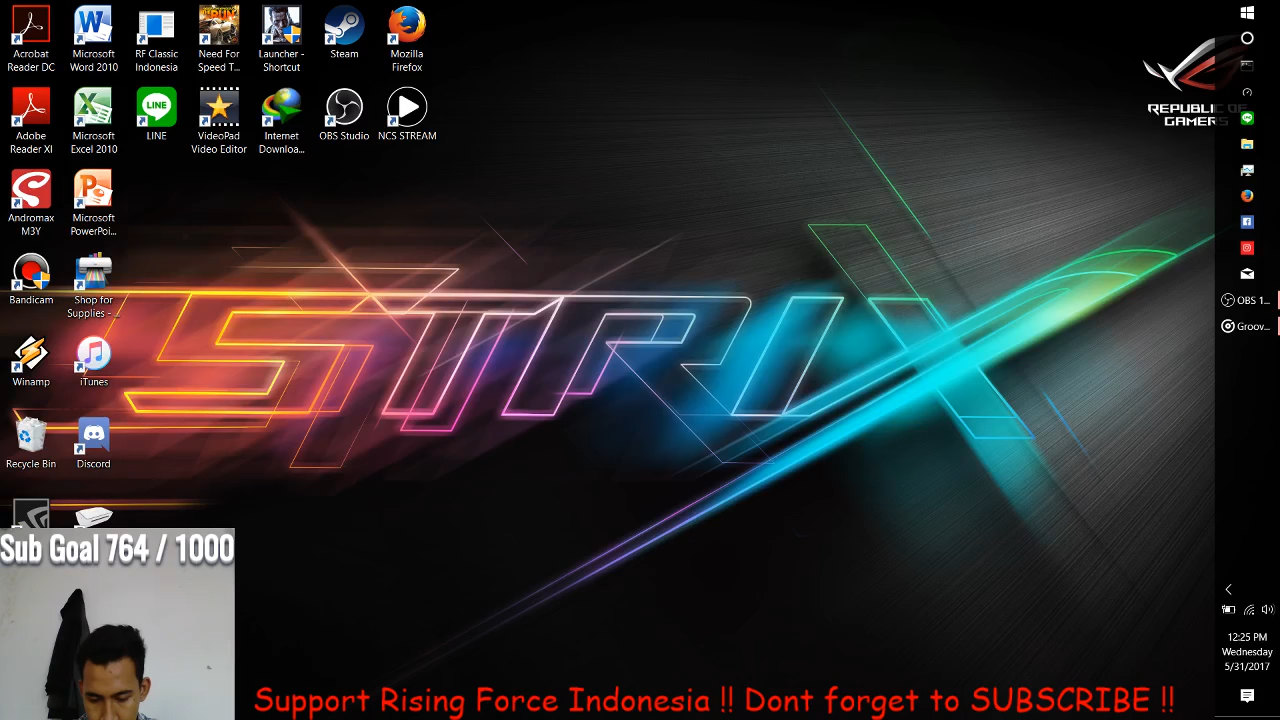 Acrobat
Reader DC
Microsoft
Word 2010
RF Classic
Indonesia
Need For
Speed T...
Launcher -
Shortcut
Steam
Mozilla
Firefox
Adobe
Reader XI
Microsoft
Excel 2010
LINE
LINE
VideoPad
Video Editor
Internet
Downloa...
OBS Studio
NCS STREAM
Andromax
M3Y
Microsoft
PowerPoi...
Bandicam
Shop for
Supplies - ...
Winamp
iTunes
Recycle Bin
Discord
REPUBLIC OF
GAMERS
STRIX
OBS 1...
Groov...
12:25 PM
Wednesday
5/31/2017
Sub Goal 764 / 1000
Support Rising Force Indonesia !! Dont forget to SUBSCRIBE !!